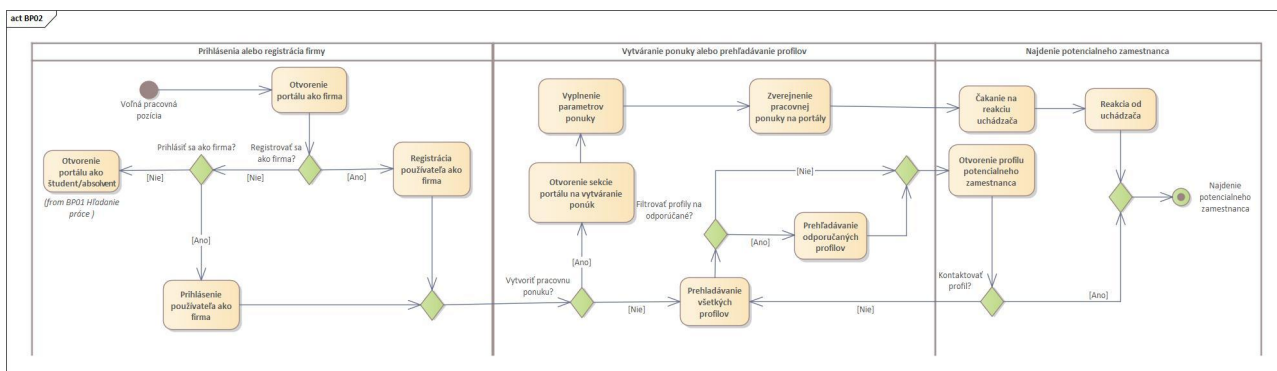 act BP02
Prihlásenia alebo registrácia firmy
Vytváranie ponuky alebo prehľadávanie profilov
Najdenie potencialneho zamestnanca
Voľná pracovná
pozícia
Otvorenie
portálu ako firma
Registrovať sa
ako firma?
Prihlásiť sa ako firma?
[Nie]
[Nie]
[Ano]
Otvorenie
portálu ako
študent/absolvent
(from BP01 Hľadanie
práce )
Registrácia
používateľa ako
firma
[Ano]
Prihlásenie
používateľa ako
firma
Vytvoriť pracovnu
ponuku?
[Ano]
[Nie]
Otvorenie sekcie
portálu na vytváranie
ponúk
Vyplnenie
parametrov
ponuky
Zverejnenie
pracovnej
ponuky na portály
Prehladávanie
všetkých
profilov
Filtrovať profily na
odporúčané?
[Nie]
[Ano]
Prehľadávanie
odporučaných
profilov
Čakanie na
reakciu
uchádzača
Reakcia od
uchádzača
Otvorenie profilu
potencialneho
zamestnanca
Kontaktovať
profil?
[Nie]
[Ano]
Najdenie
potencialneho
zamestnanca